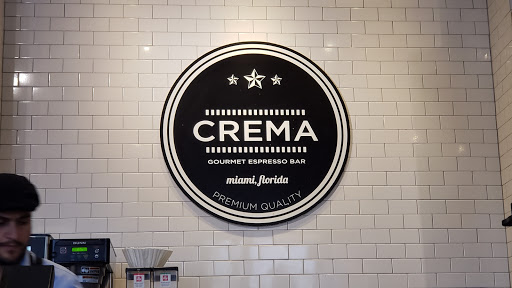 CREMA
GOURMET ESPRESSO BAR
miami, florida
PREMIUM QUALITY